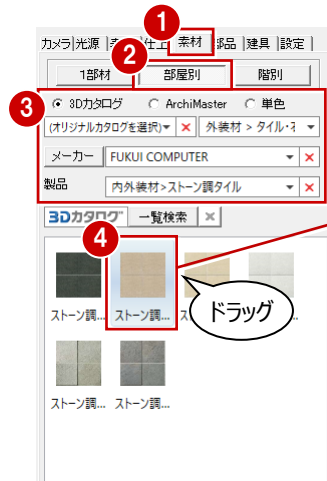 1
カメラ|光源 仕上 素材 部品 |建具 |設定 |
2
1部材 部屋別 階別
3
3Dカタログ ArchiMaster 単色
(オリジナルカタログを選択) × 外装材 > タイル・
メーカー FUKUI COMPUTER ×
製品 内外装材>ストーン調タイル ×
3Dカタログ 一覧検索 ×
4
ドラッグ
ストーン調... ストーン調... ス
ストーン調... ストーン調...